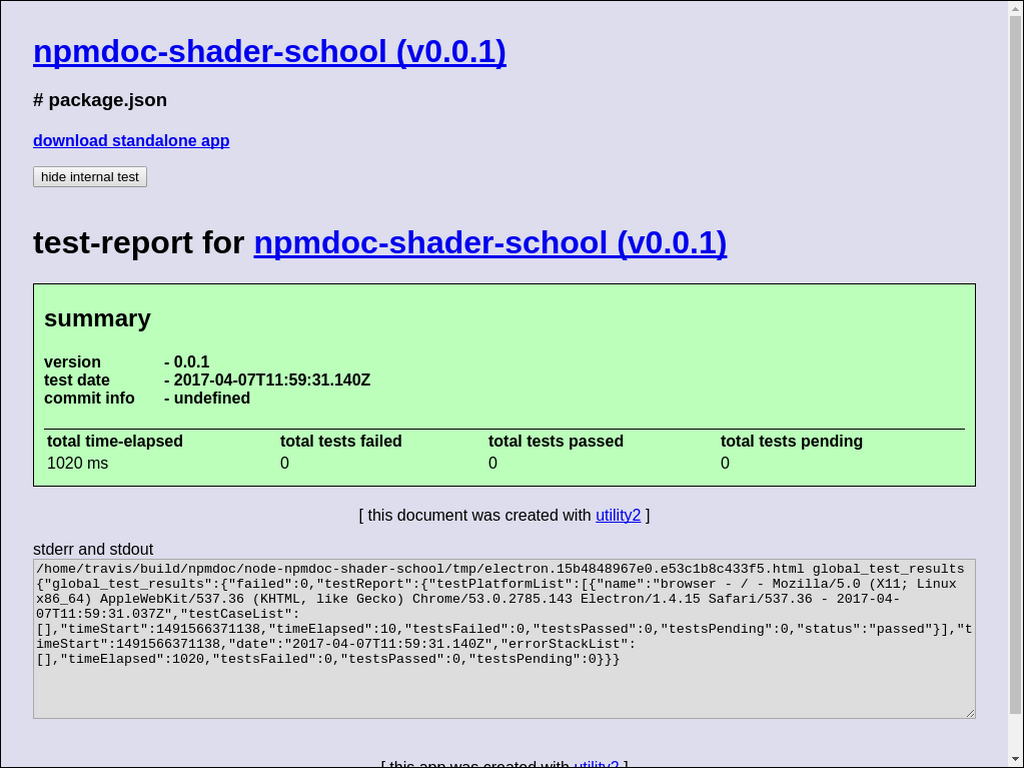 npmdoc-shader-school (v0.0.1)
# package.json
download standalone app
hide internal test
test-report for npmdoc-shader-school (v0.0.1)
summary
version - 0.0.1
test date - 2017-04-07T11:59:31.140Z
commit info - undefined
total time-elapsed total tests failed total tests passed total tests pending
1020 ms 0 0 0
[ this document was created with utility2 ]
stderr and stdout
/home/travis/build/npmdoc/node-npmdoc-shader-school/tmp/electron.15b4848967e0.e53c1b8c433f5.html global_test_results
{"global_test_results":{"failed":0,"testReport":{"testPlatformList":[{"name":"browser - / - Mozilla/5.0 (X11; Linux
x86_64) AppleWebKit/537.36 (KHTML, like Gecko) Chrome/53.0.2785.143 Electron/1.4.15 Safari/537.36 - 2017-04-
07T11:59:31.037Z","testCaseList":
[],"timeStart":1491566371138,"timeElapsed":10,"testsFailed":0,"testsPassed":0,"testsPending":0,"status":"passed"}],"t
imeStart":1491566371138,"date":"2017-04-07T11:59:31.140Z","errorStackList":
[],"timeElapsed":1020,"testsFailed":0,"testsPassed":0,"testsPending":0}}}
[ this app was created with utility2 ]